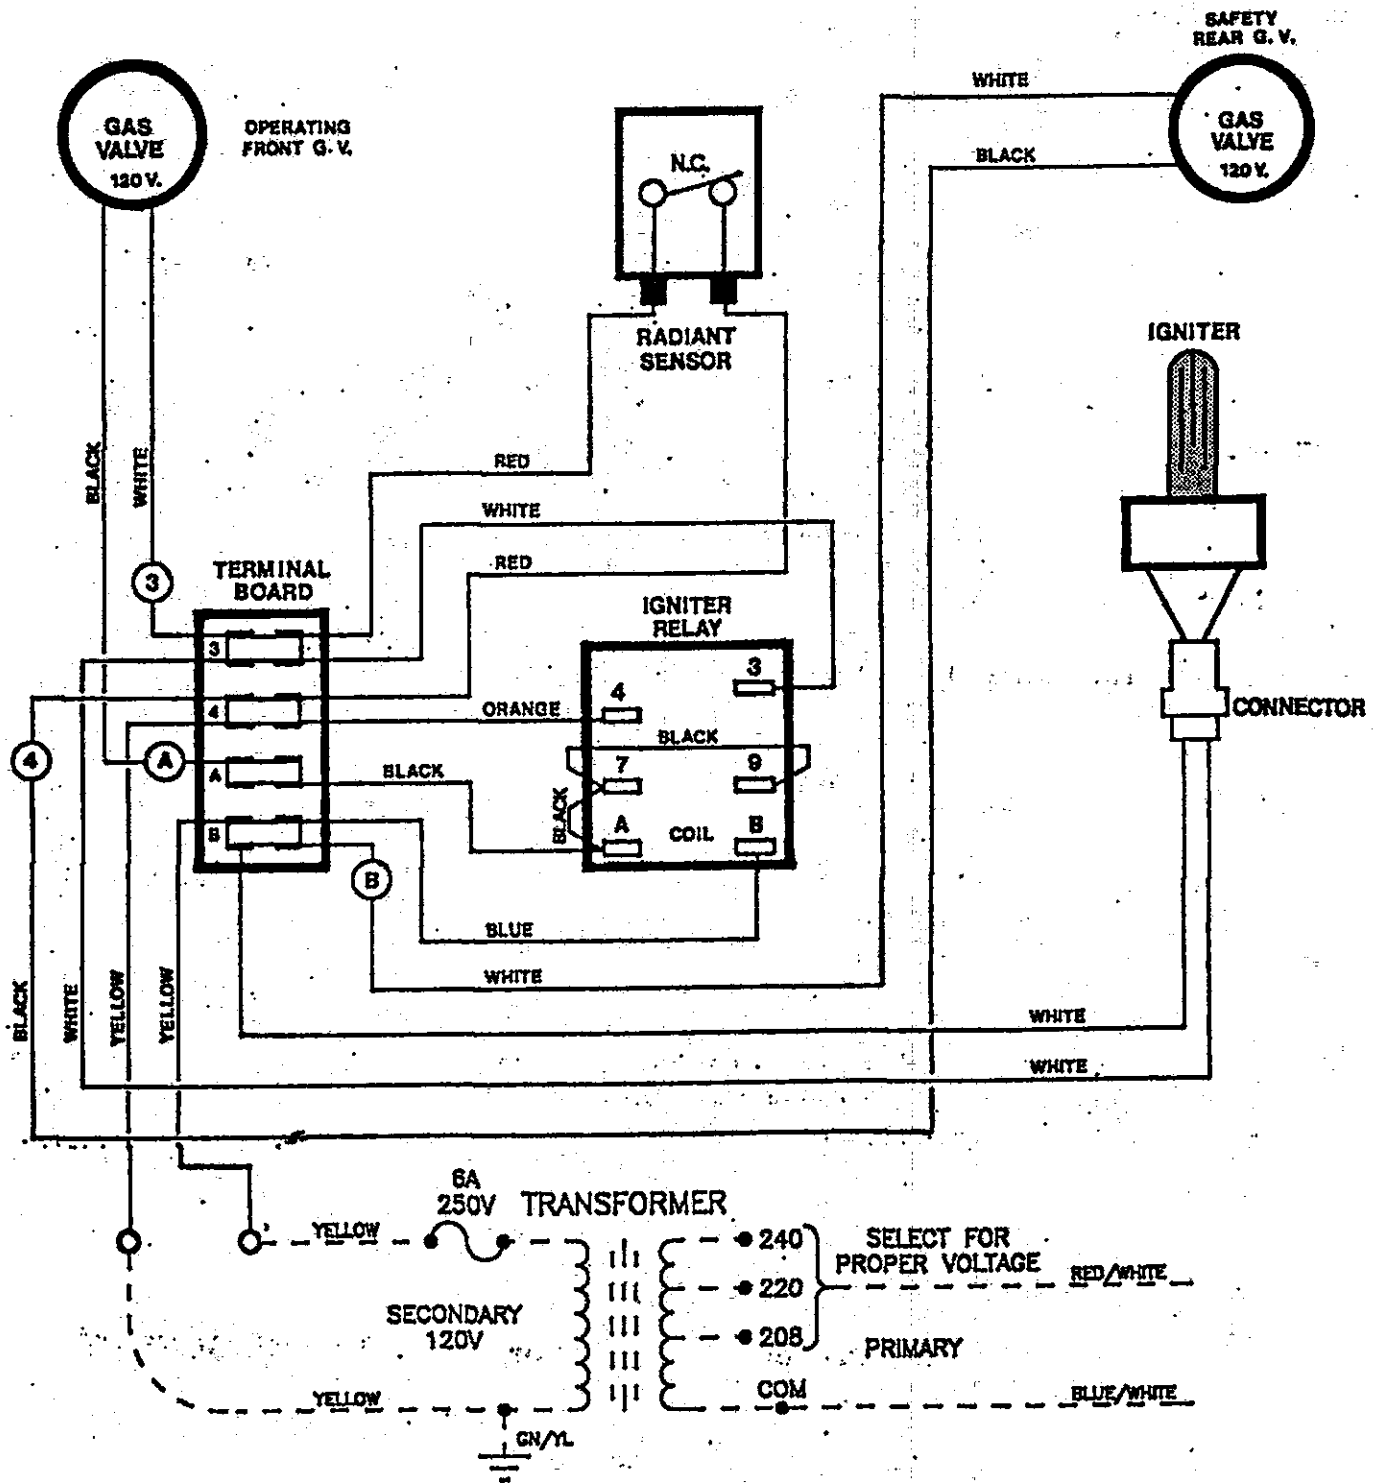 SAFETY
REAR G. V.
WHITE
GAS
VALVE
120 V.
OPERATING
FRONT G. V.
N.C.
GAS
VALVE
120 V.
BLACK
RADIANT
SENSOR
IGNITER
BLACK
WHITE
RED
WHITE
RED
3
TERMINAL
BOARD
IGNITER
RELAY
3
4
A
B
4
3
7
9
A
COIL
B
ORANGE
BLACK
BLACK
BLACK
CONNECTOR
4
A
B
BLUE
WHITE
BLACK
WHITE
YELLOW
YELLOW
WHITE
WHITE
6A
250V
TRANSFORMER
YELLOW
240
220
208
SELECT FOR
PROPER VOLTAGE
RED/WHITE
SECONDARY
120V
PRIMARY
YELLOW
COM
BLUE/WHITE
GN/YL